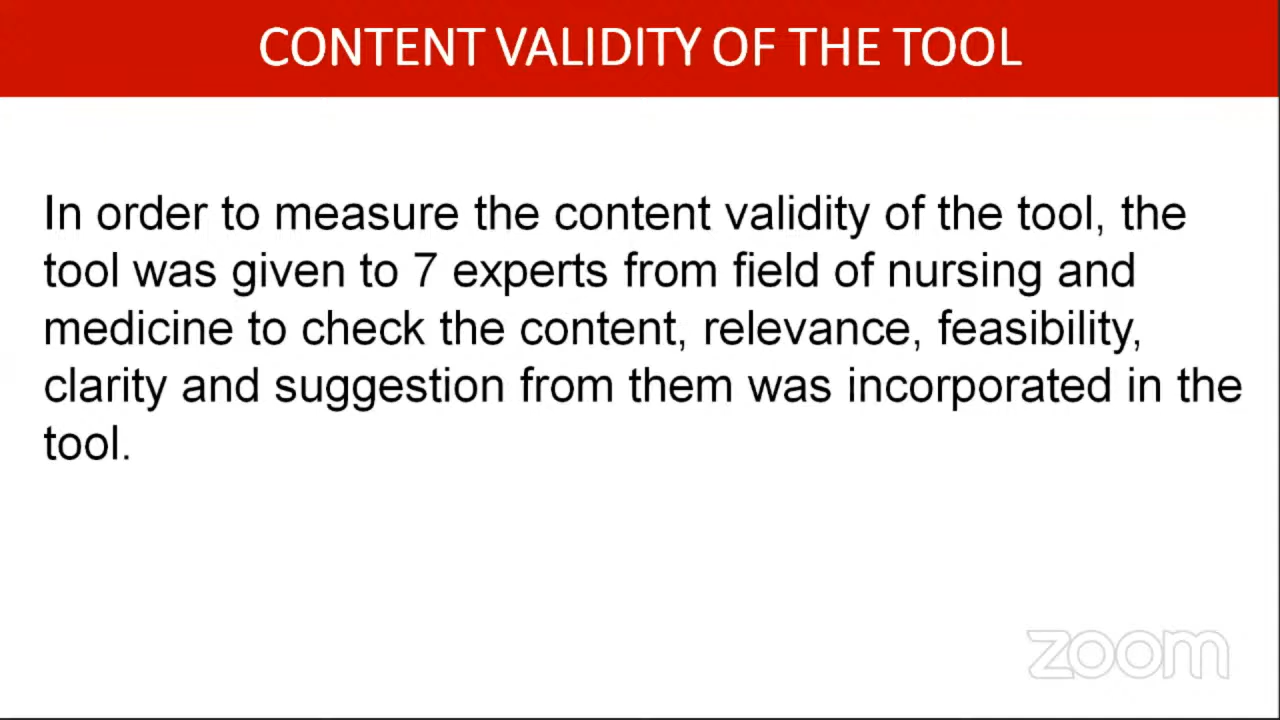 CONTENT VALIDITY OF THE TOOL
In order to measure the content validity of the tool, the
tool was given to 7 experts from field of nursing and
medicine to check the content, relevance, feasibility,
clarity and suggestion from them was incorporated in the
tool.
zoom